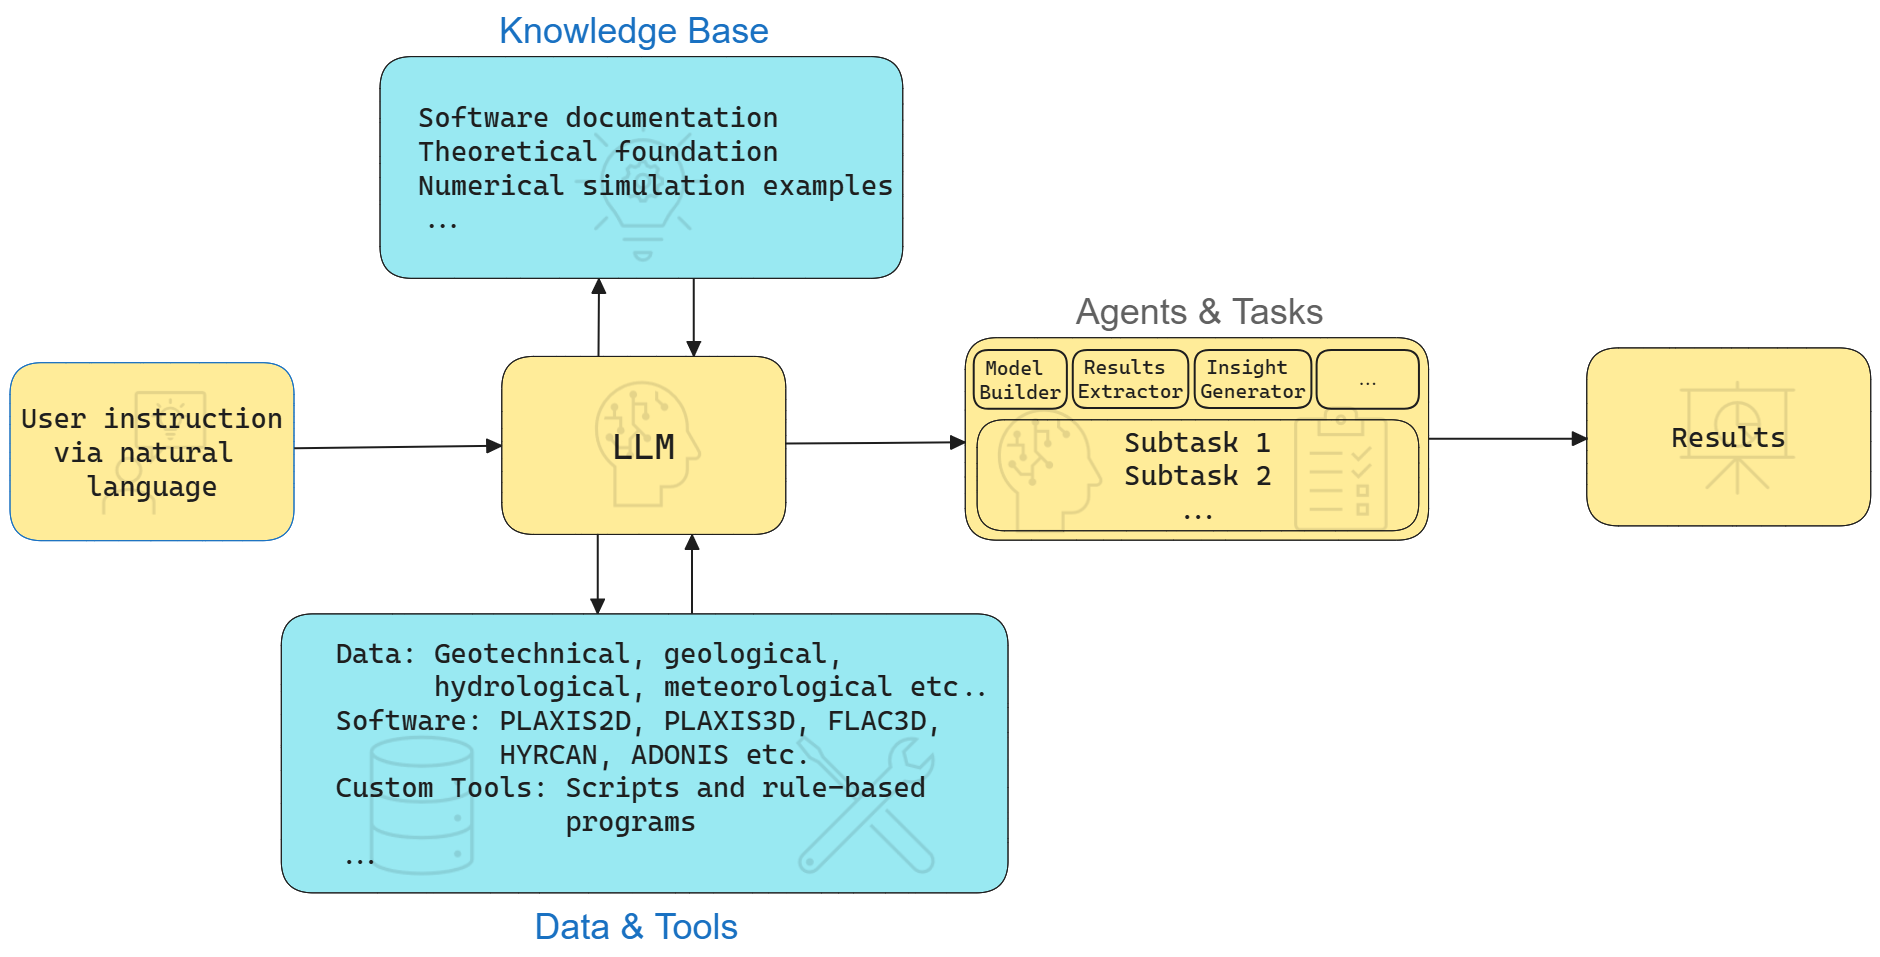 Knowledge Base
Software documentation
Theoretical foundation
Numerical simulation examples
...
User instruction
via natural
language
LLM
Agents & Tasks
Model
Builder
Results
Extractor
Insight
Generator
...
Subtask 1
Subtask 2
...
Results
Data: Geotechnical, geological,
hydrological, meteorological etc..
Software: PLAXIS2D, PLAXIS3D, FLAC3D,
HYRCAN, ADONIS etc.
Custom Tools: Scripts and rule-based
programs
...
Data & Tools